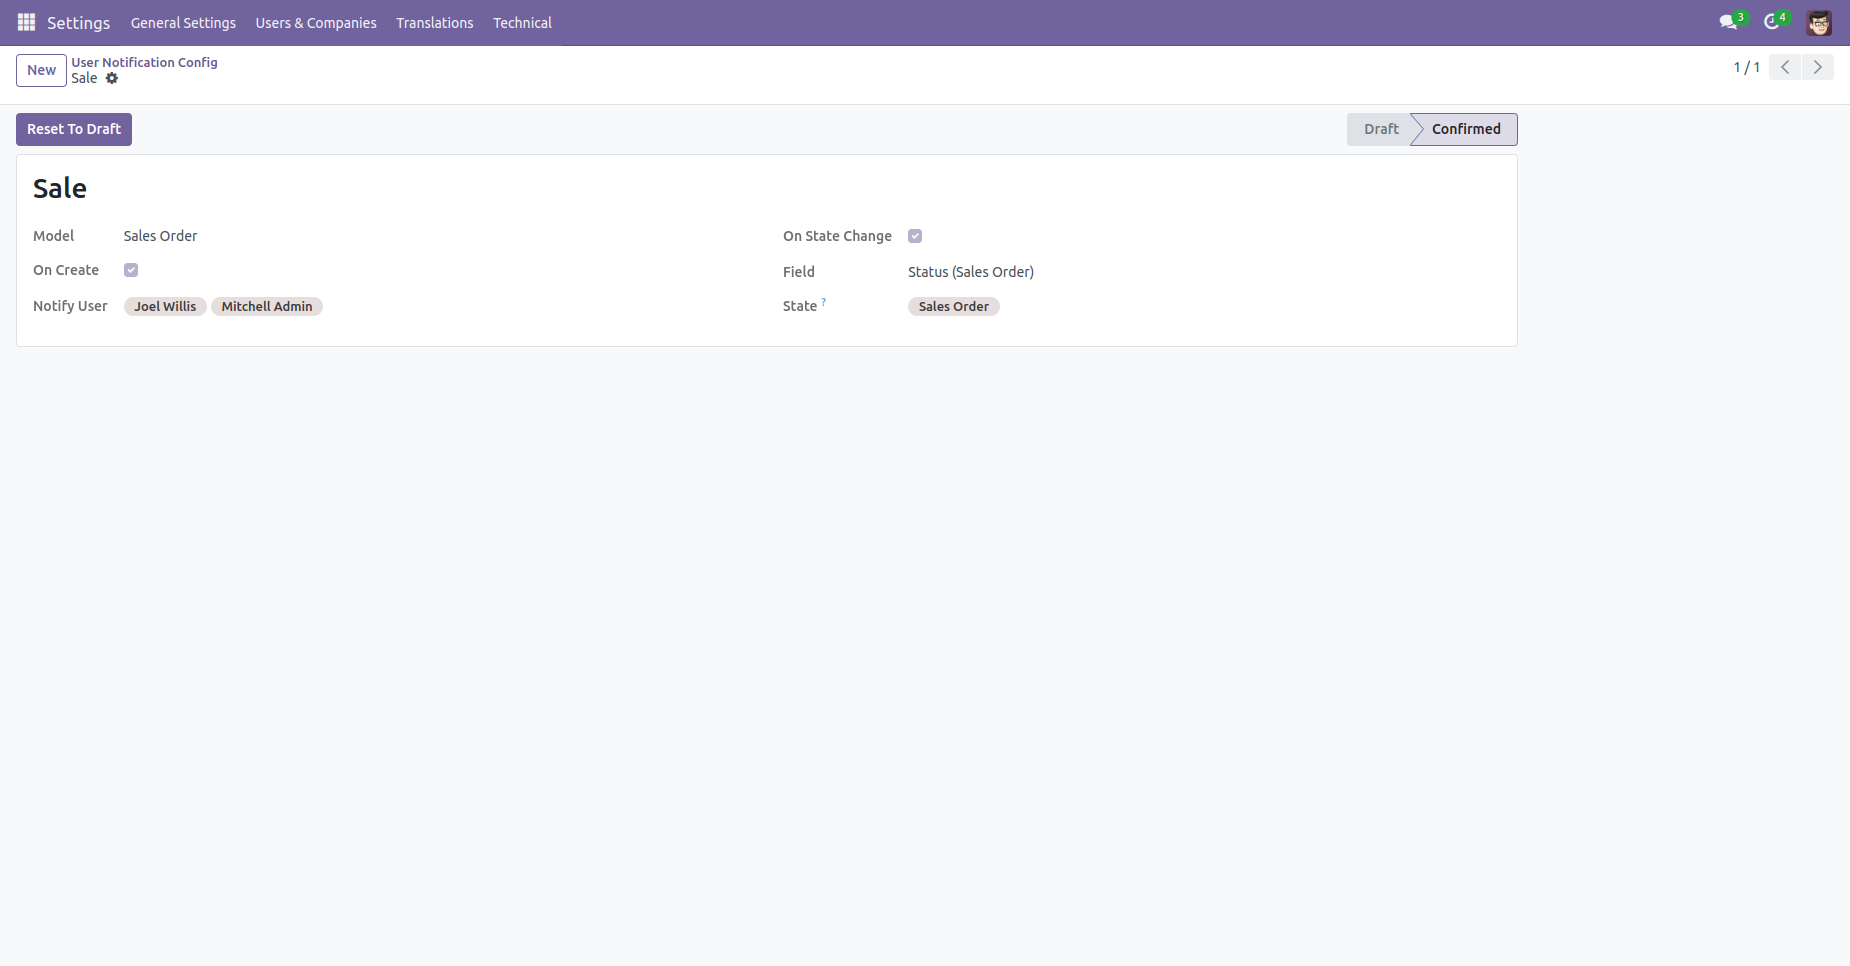 Settings General Settings Users & Companies Translations Technical 3 4
New User Notification Config 1 / 1
Sale
Reset To Draft Draft Confirmed
Sale
Model Sales Order On State Change
On Create Field Status (Sales Order)
Notify User Joel Willis Mitchell Admin State ? Sales Order